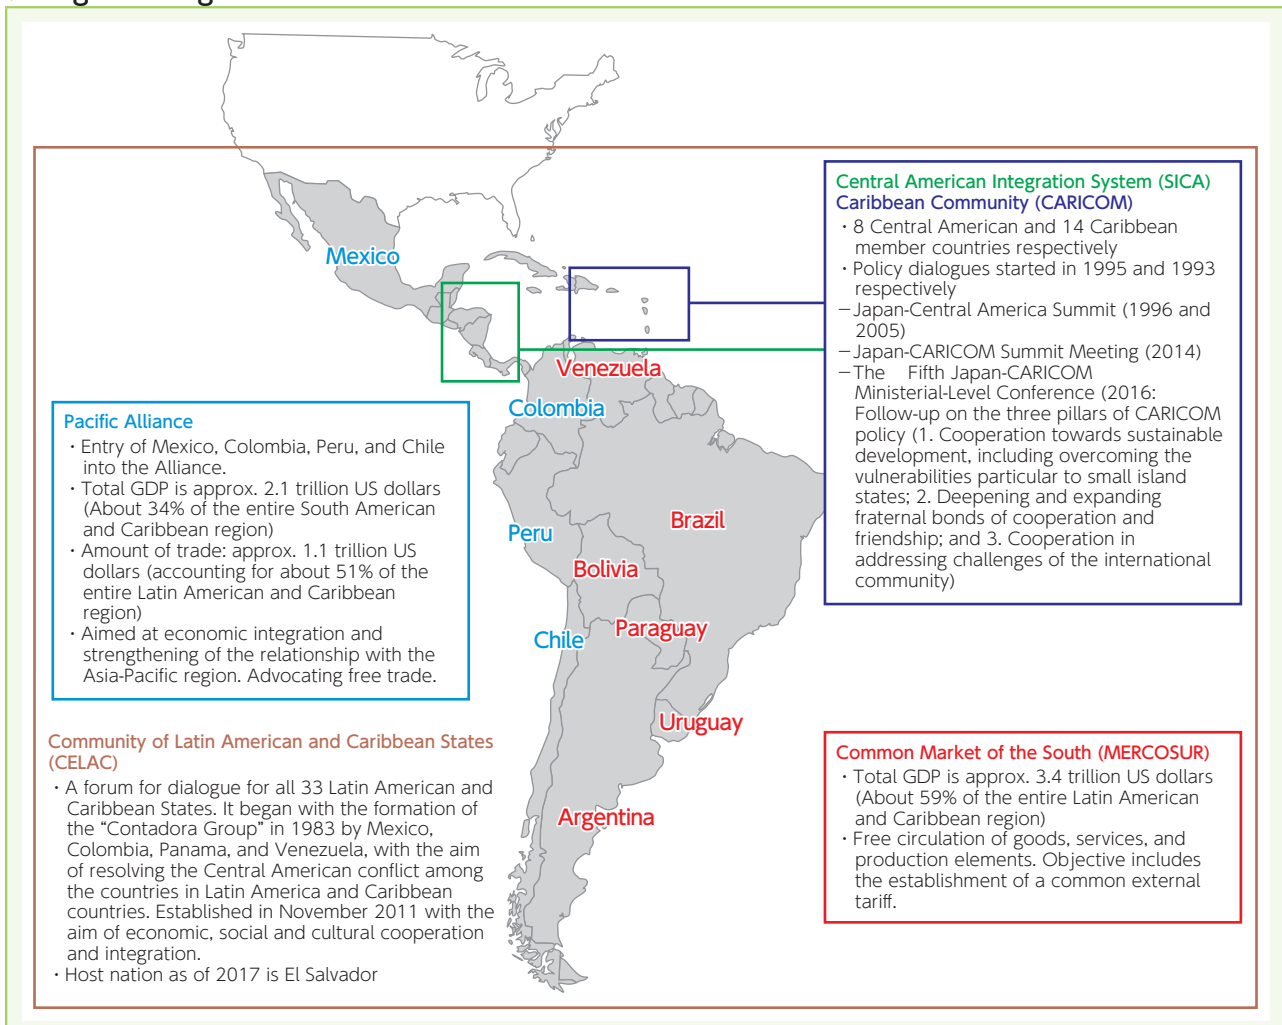 Mexico
Venezuela
Colombia
Brazil
Peru
Bolivia
Paraguay
Chile
Uruguay
Argentina
Central American Integration System (SICA)
Caribbean Community (CARICOM)
・8 Central American and 14 Caribbean
member countries respectively
・Policy dialogues started in 1995 and 1993
respectively
−Japan-Central America Summit (1996 and
2005)
−Japan-CARICOM Summit Meeting (2014)
−The Fifth Japan-CARICOM
Ministerial-Level Conference (2016:
Follow-up on the three pillars of CARICOM
policy (1. Cooperation towards sustainable
development, including overcoming the
vulnerabilities particular to small island
states; 2. Deepening and expanding
fraternal bonds of cooperation and
friendship; and 3. Cooperation in
addressing challenges of the international
community)
Pacific Alliance
・Entry of Mexico, Colombia, Peru, and Chile
into the Alliance.
・Total GDP is approx. 2.1 trillion US dollars
(About 34% of the entire South American
and Caribbean region)
・Amount of trade: approx. 1.1 trillion US
dollars (accounting for about 51% of the
entire Latin American and Caribbean
region)
・Aimed at economic integration and
strengthening of the relationship with the
Asia-Pacific region. Advocating free trade.
Community of Latin American and Caribbean States
(CELAC)
・A forum for dialogue for all 33 Latin American and
Caribbean States. It began with the formation of
the “Contadora Group” in 1983 by Mexico,
Colombia, Panama, and Venezuela, with the aim
of resolving the Central American conflict among
the countries in Latin America and Caribbean
countries. Established in November 2011 with the
aim of economic, social and cultural cooperation
and integration.
・Host nation as of 2017 is El Salvador
Common Market of the South (MERCOSUR)
・Total GDP is approx. 3.4 trillion US dollars
(About 59% of the entire Latin American
and Caribbean region)
・Free circulation of goods, services, and
production elements. Objective includes
the establishment of a common external
tariff.